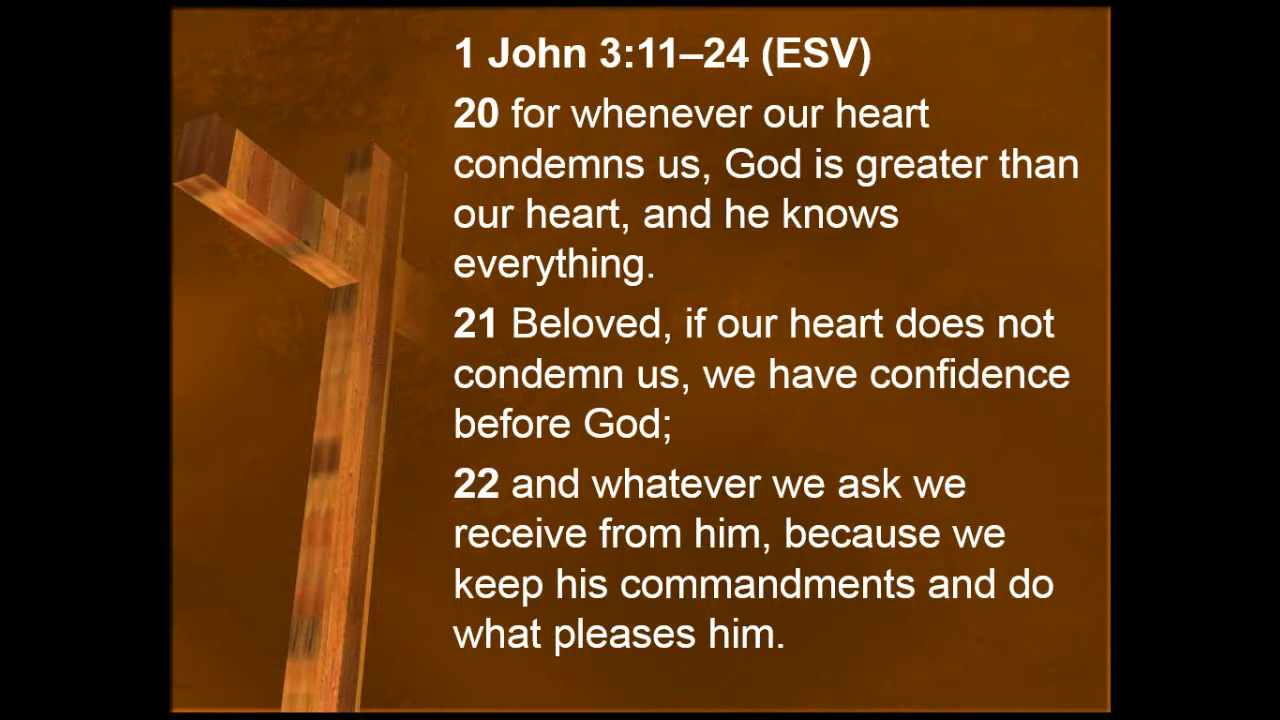 1 John 3:11–24 (ESV)
20 for whenever our heart
condemns us, God is greater than
our heart, and he knows
everything.
21 Beloved, if our heart does not
condemn us, we have confidence
before God;
22 and whatever we ask we
receive from him, because we
keep his commandments and do
what pleases him.